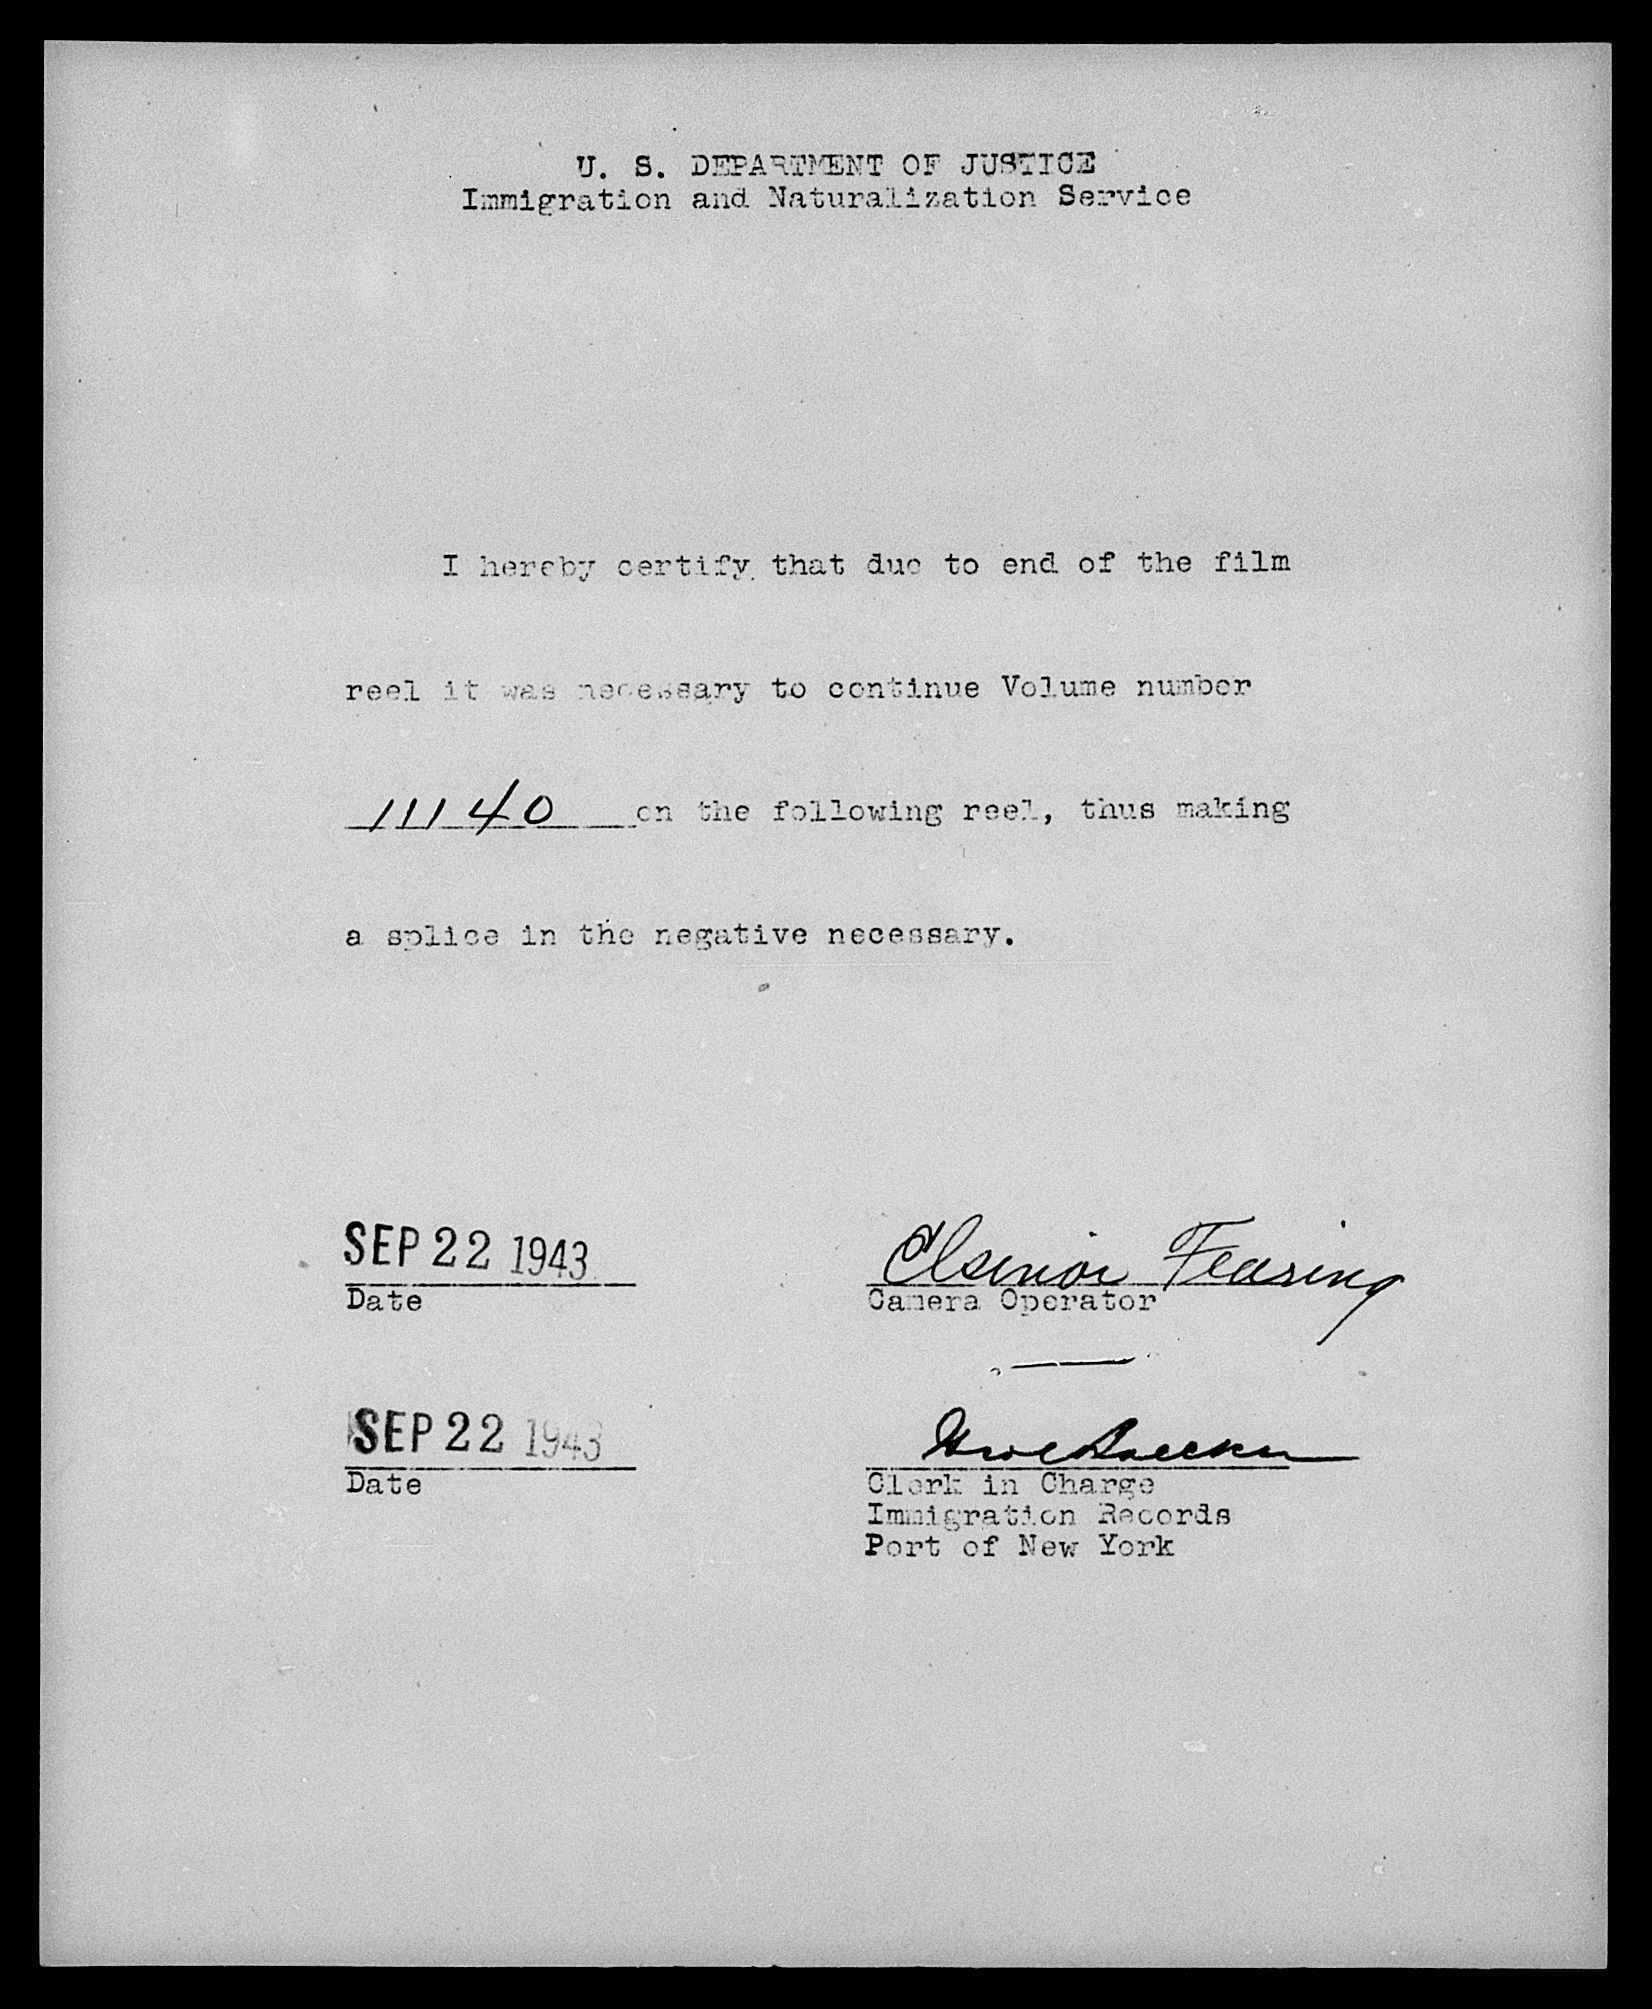 U. S. DEPARTMENT OF JUSTICE
Immigration and Naturalization Service
I hereby certify that due to end of the film
reel it was necessary to continue Volume number
11140 on the following reel, thus making
a splice in the negative necessary.
SEP 22 1943
Date
Feasing
Camera Operator
SEP 22 1943
Date
Clerk in Charge
Immigration Records
Port of New York